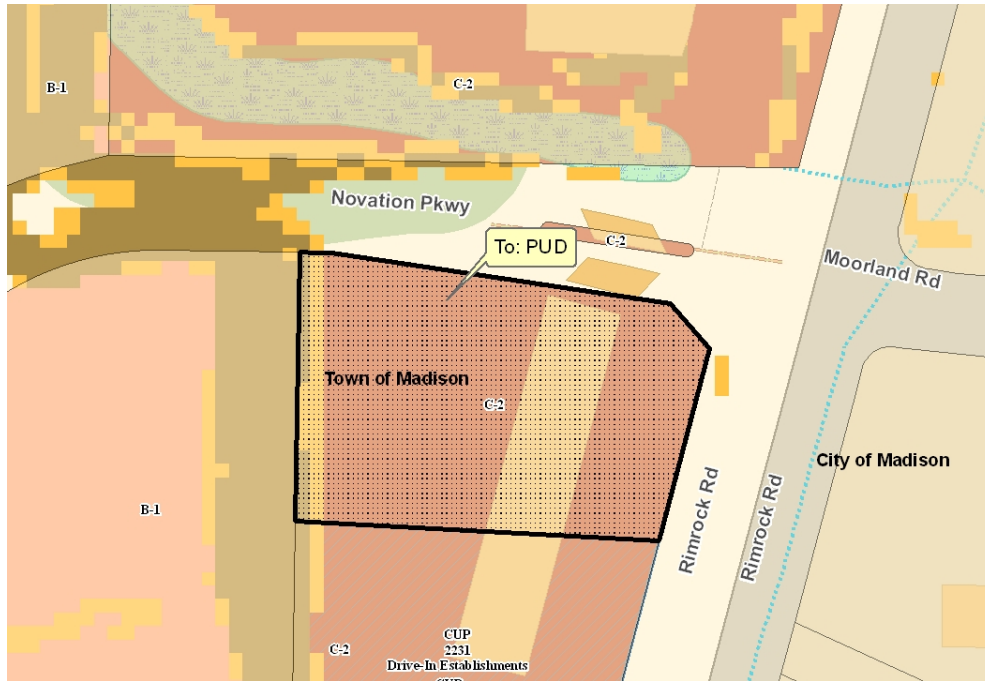 B-1
C-2
Novation Pkwy
C-2
To: PUD
Moorland Rd
Town of Madison
C-2
City of Madison
B-1
Rimrock Rd
Rimrock Rd
C-2
CUP
2231
Drive-In Establishments